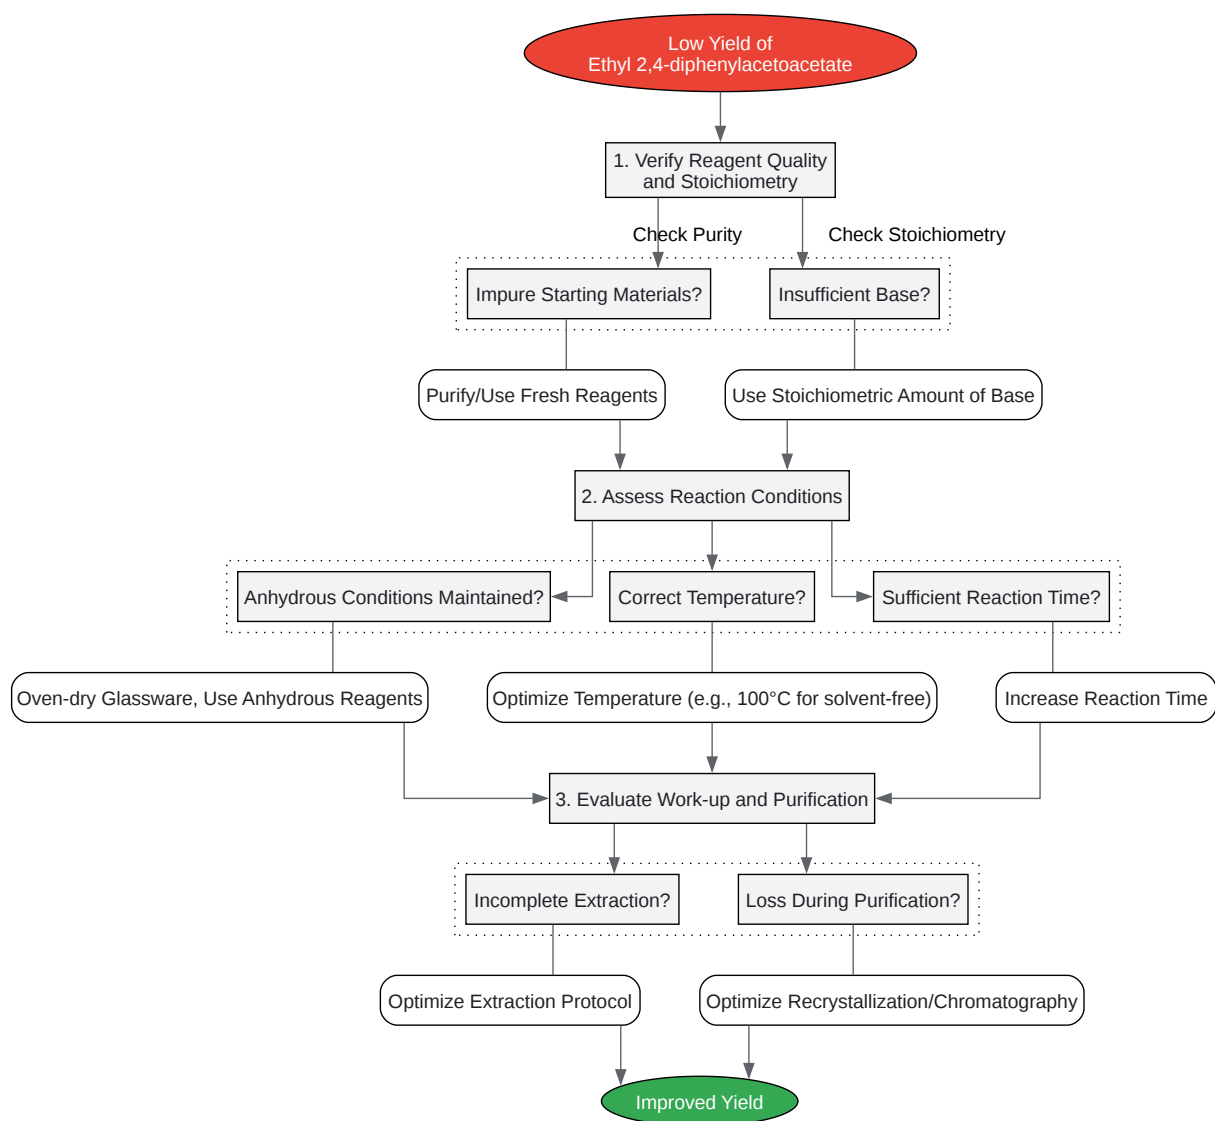 Low Yield of
Ethyl 2,4-diphenylacetoacetate
1. Verify Reagent Quality
and Stoichiometry
Check Purity
Check Stoichiometry
Impure Starting Materials?
Insufficient Base?
Purify/Use Fresh Reagents
Use Stoichiometric Amount of Base
2. Assess Reaction Conditions
Anhydrous Conditions Maintained?
Correct Temperature?
Sufficient Reaction Time?
Oven-dry Glassware, Use Anhydrous Reagents
Optimize Temperature (e.g., 100°C for solvent-free)
Increase Reaction Time
3. Evaluate Work-up and Purification
Incomplete Extraction?
Loss During Purification?
Optimize Extraction Protocol
Optimize Recrystallization/Chromatography
Improved Yield